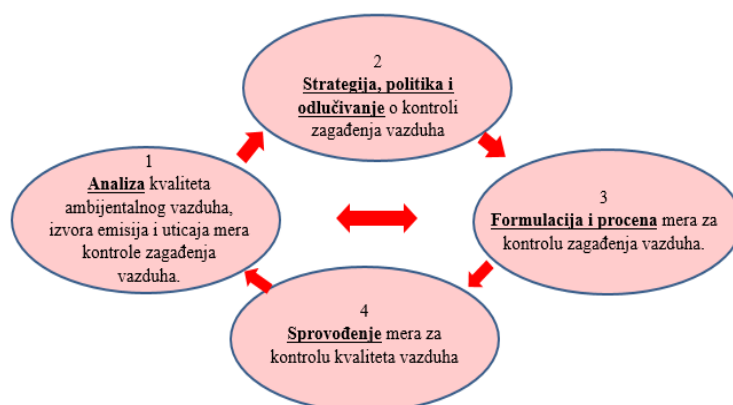 1
Analiza kvaliteta
ambijentalnog vazduha,
izvora emisija i uticaja mera
kontrole zagađenja
vazduha.
2
Strategija, politika i
odlučivanje o kontroli
zagađenja vazduha
3
Formulacija i procena mera za
kontrolu zagađenja vazduha.
4
Sprovođenje mera za
kontrolu kvaliteta vazduha